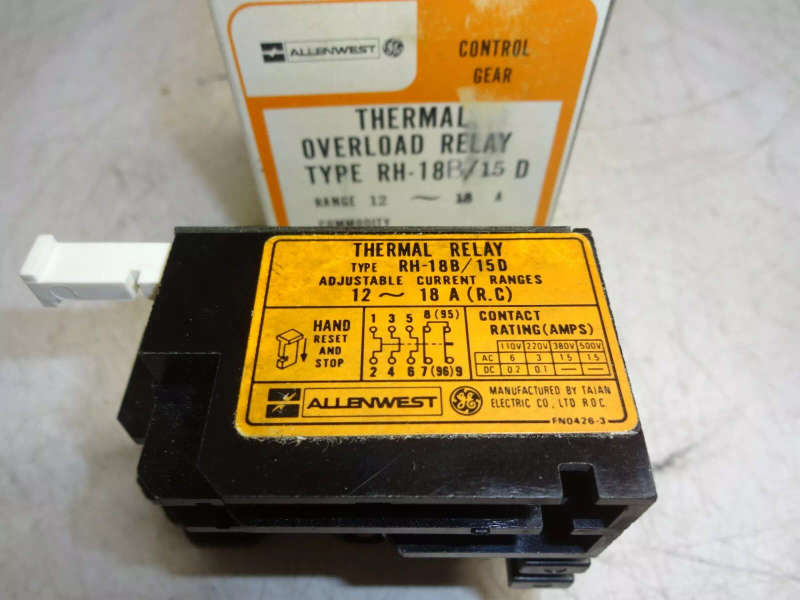 ALLENWEST GE
CONTROL
GEAR
THERMAL
OVERLOAD RELAY
TYPE RH-18B/15 D
RANGE 12 ~ 18 A
COMMODITY
THERMAL RELAY
TYPE RH-18B/15D
ADJUSTABLE CURRENT RANGES
12 ~ 18 A (R.C)
HAND
RESET
AND
STOP
1 3 5 8(95)
2 4 6 7(96)9
CONTACT
RATING(AMPS)
110V 220V 380V 500V
AC 6 3 1.5 1.5
DC 0.2 0.1 — —
ALLENWEST GE
MANUFACTURED BY TAIAN
ELECTRIC CO., LTD R.O.C.
FN0426-3